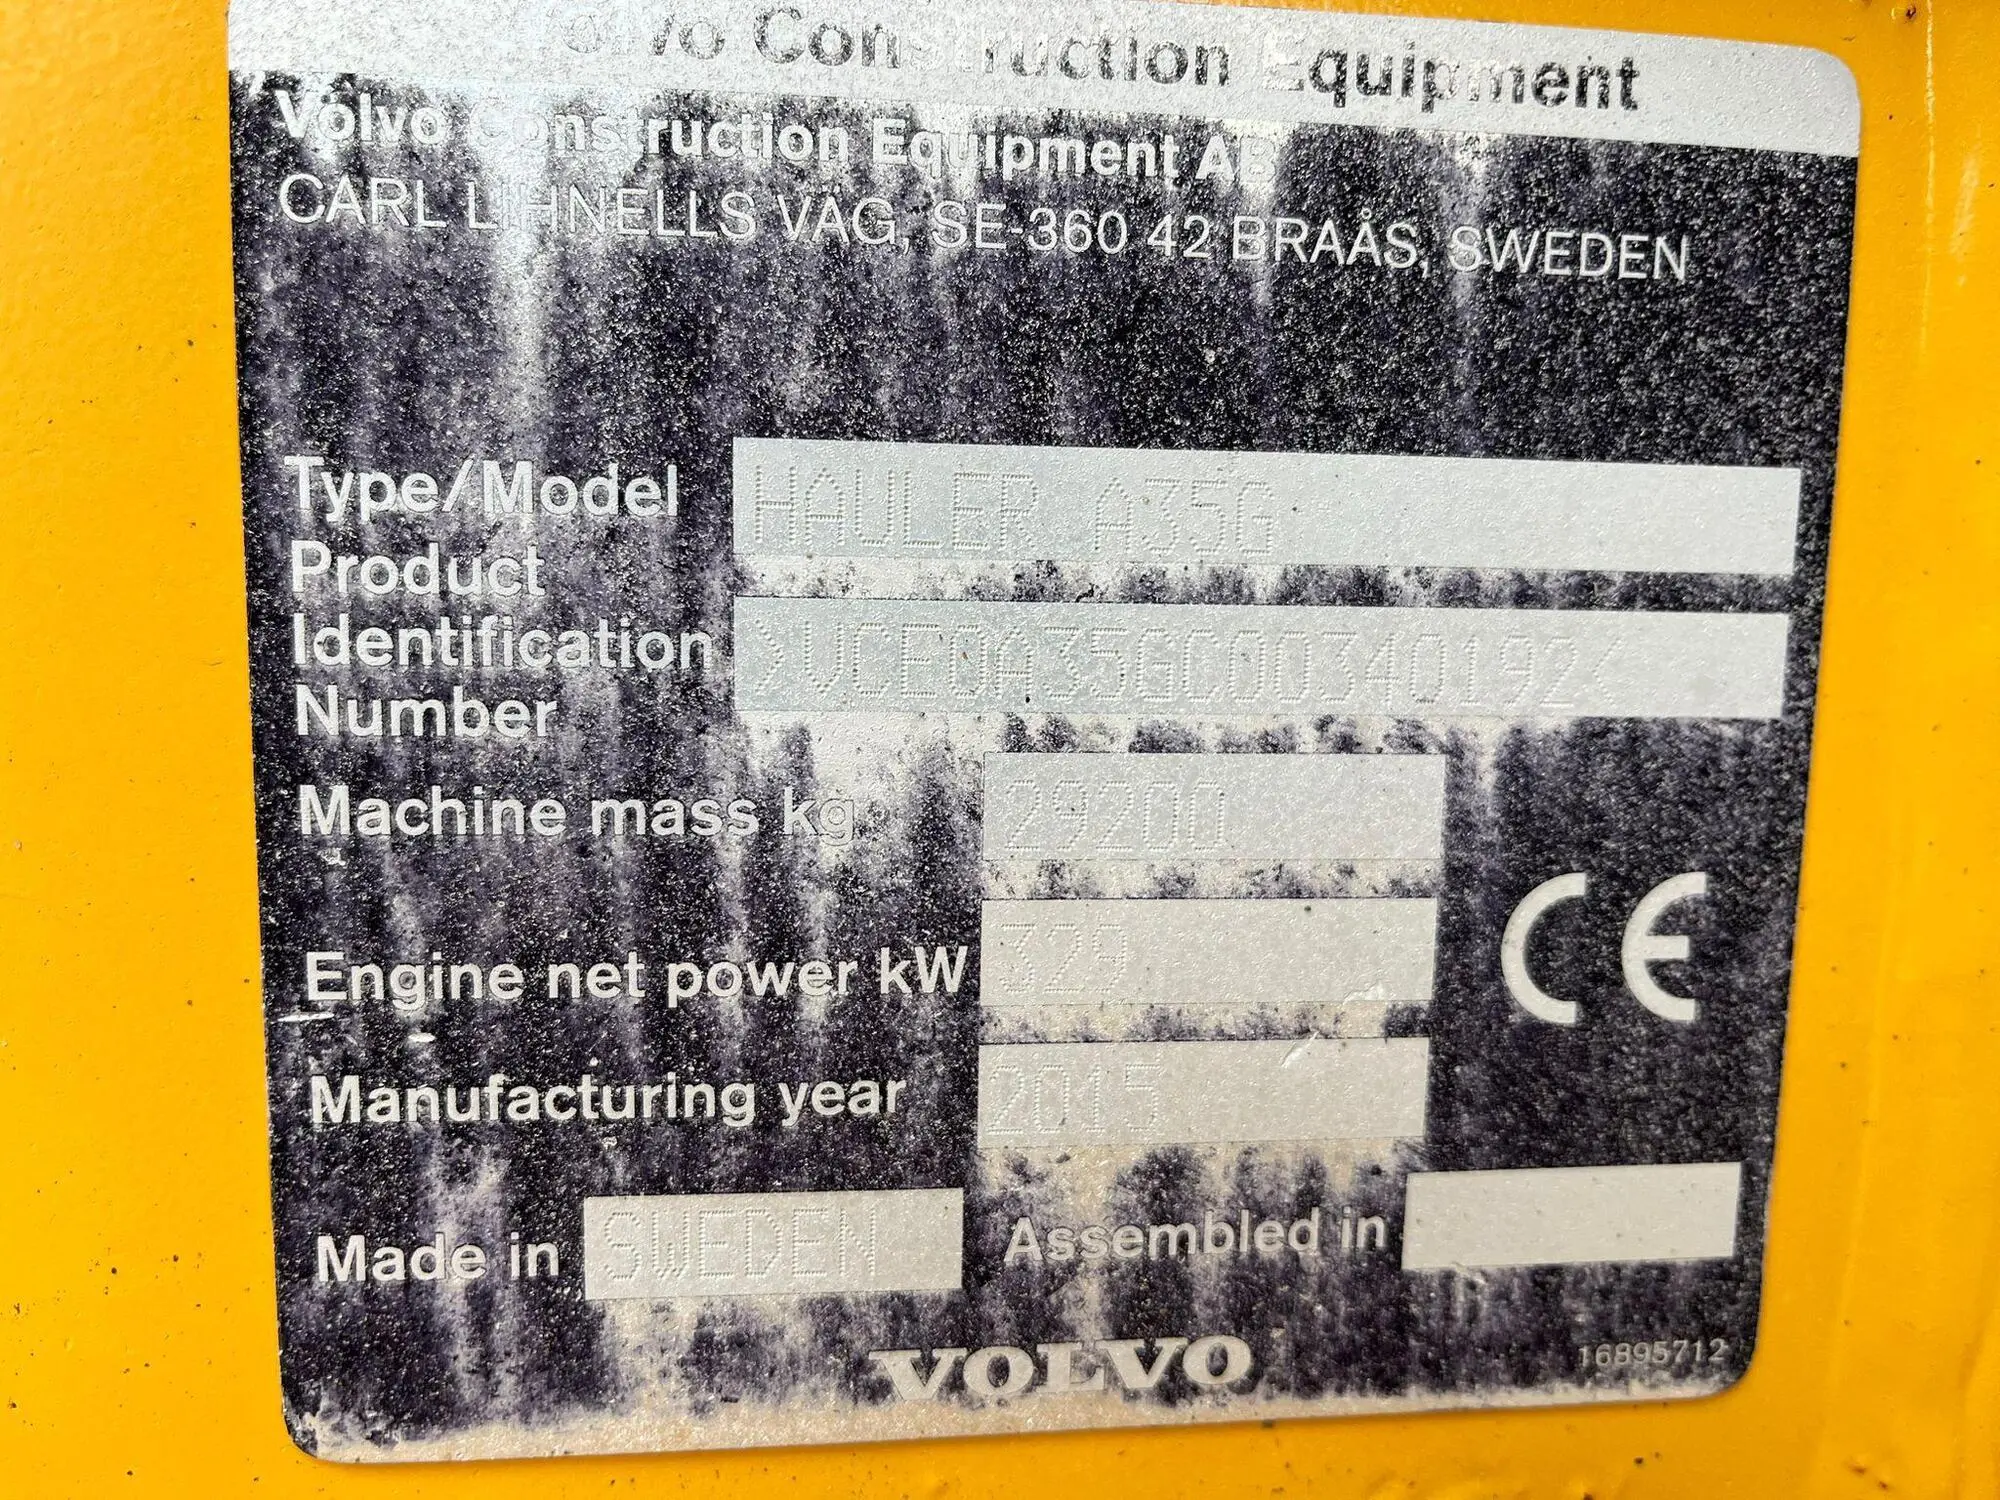 Volvo Construction Equipment
Volvo Construction Equipment AB
CARL LIHNELLS VÄG, SE-360 42 BRAÅS, SWEDEN
Type/Model HAULER A35G
Product
Identification
Number >VCE0A35GC00340192<
Machine mass kg 29200
Engine net power kW 329
Manufacturing year 2015
CE
Made in SWEDEN Assembled in
VOLVO
16895712